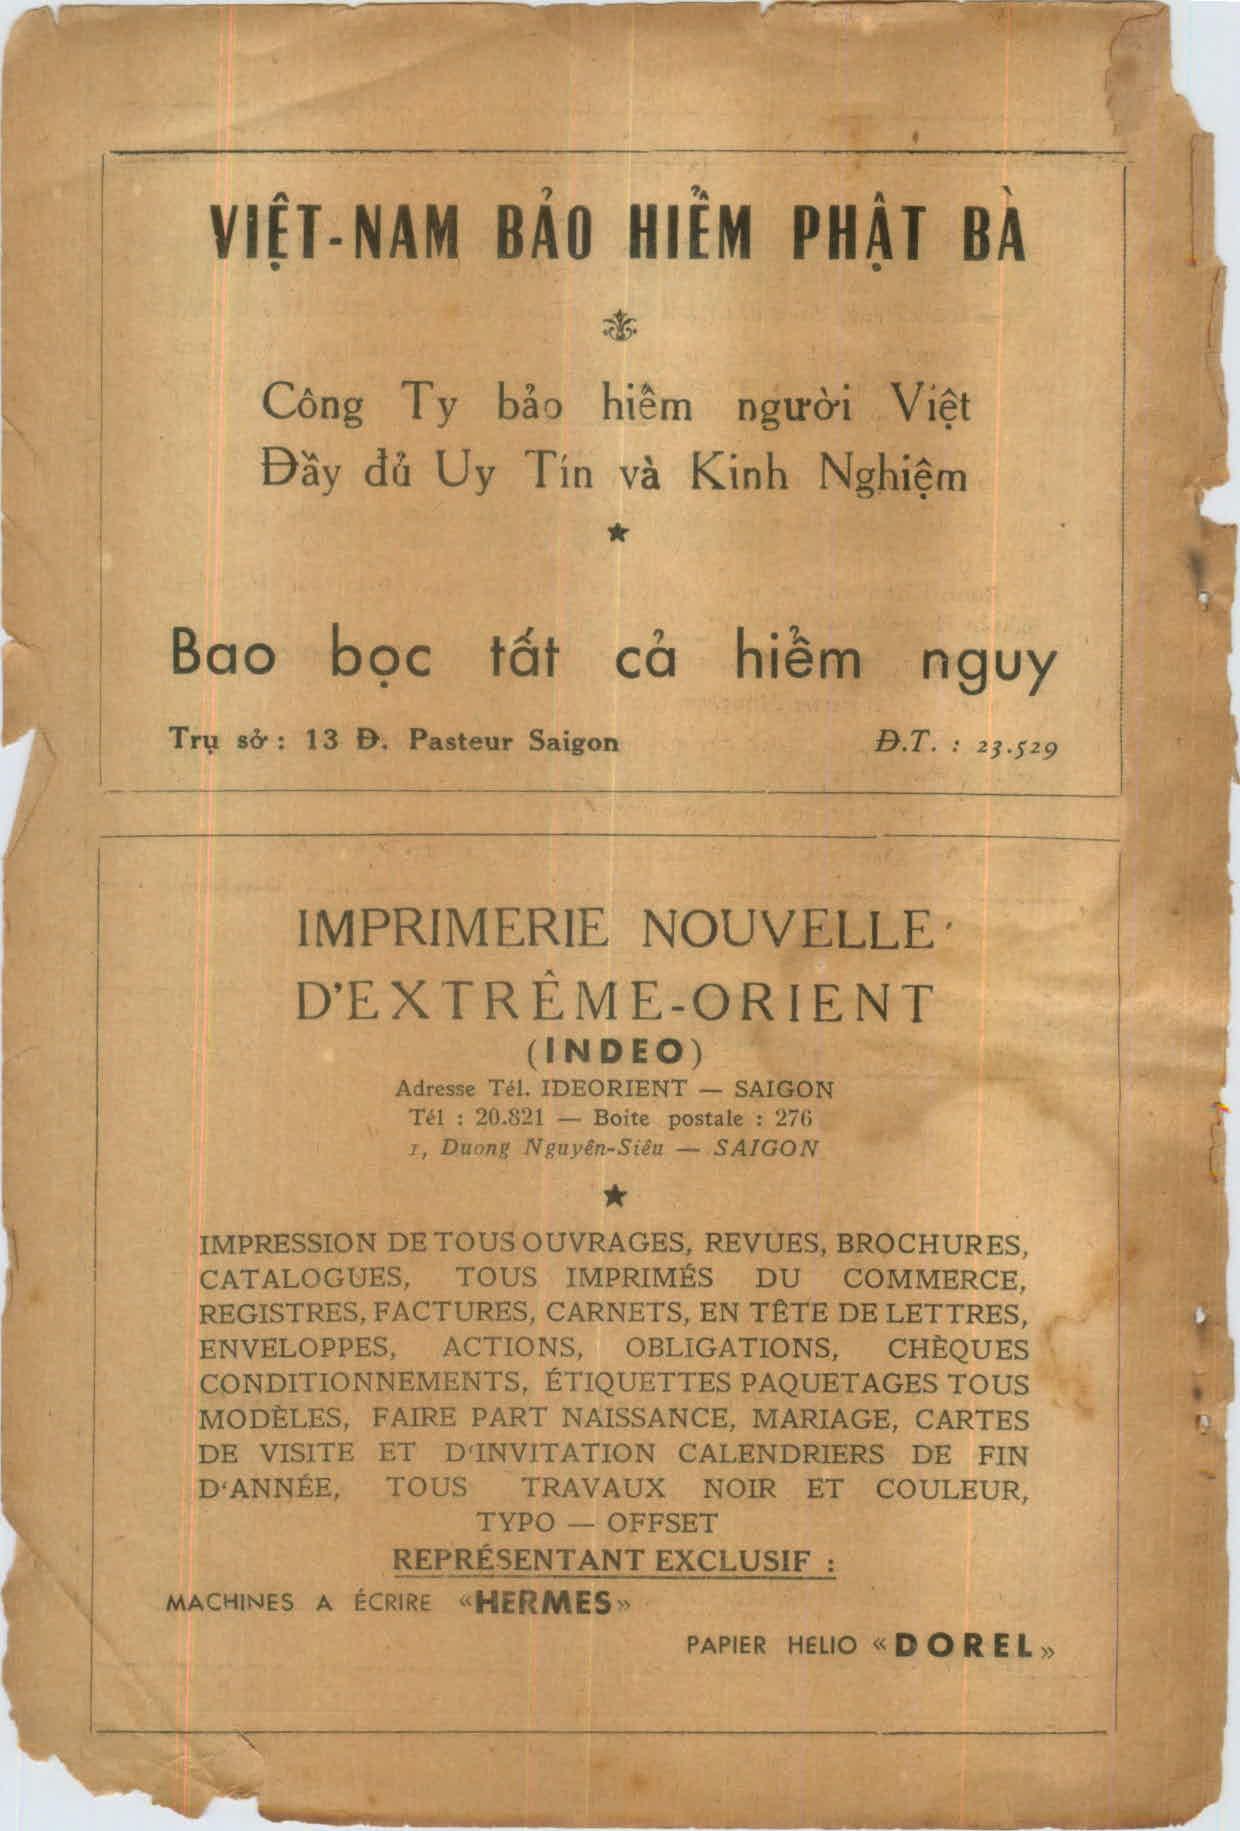 VIỆT-NAM BẢO HIỂM PHẬT BÀ
Công Ty bảo hiểm người Việt
Đầy đủ Uy Tín và Kinh Nghiệm
Bao bọc tất cả hiểm nguy
Trụ sở : 13 Đ. Pasteur Saigon Đ.T. : 23.529
IMPRIMERIE NOUVELLE
D'EXTRÊME-ORIENT
(INDEO)
Adresse Tél. IDEORIENT — SAIGON
Tél : 20.821 — Boite postale : 276
1, Duong Nguyên-Siêu — SAIGON
IMPRESSION DE TOUS OUVRAGES, REVUES, BROCHURES,
CATALOGUES, TOUS IMPRIMÉS DU COMMERCE,
REGISTRES, FACTURES, CARNETS, EN TÊTE DE LETTRES,
ENVELOPPES, ACTIONS, OBLIGATIONS, CHÈQUES
CONDITIONNEMENTS, ÉTIQUETTES PAQUETAGES TOUS
MODÈLES, FAIRE PART NAISSANCE, MARIAGE, CARTES
DE VISITE ET D'INVITATION CALENDRIERS DE FIN
D'ANNÉE, TOUS TRAVAUX NOIR ET COULEUR,
TYPO — OFFSET
REPRÉSENTANT EXCLUSIF :
MACHINES A ÉCRIRE «HERMES»
PAPIER HELIO «DOREL»